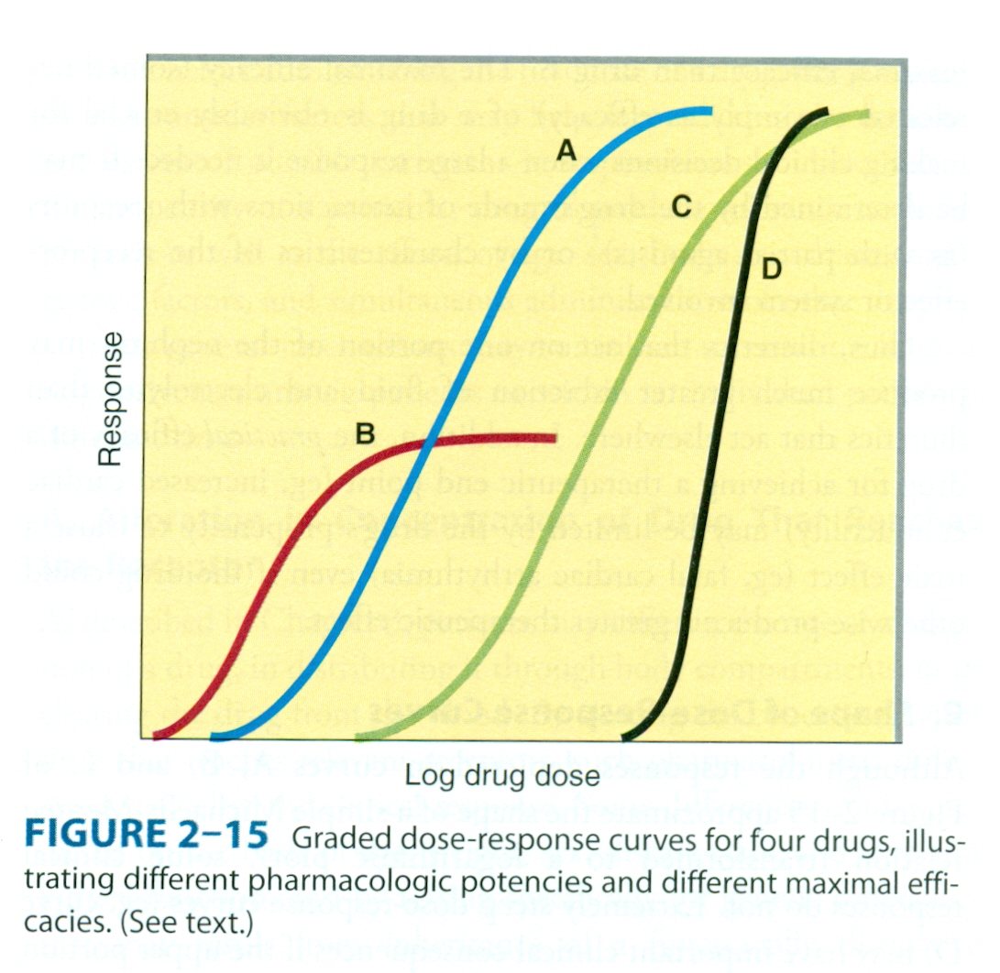 A
C
D
B
Response
Log drug dose
FIGURE 2–15 Graded dose-response curves for four drugs, illus-
trating different pharmacologic potencies and different maximal effi-
cacies. (See text.)